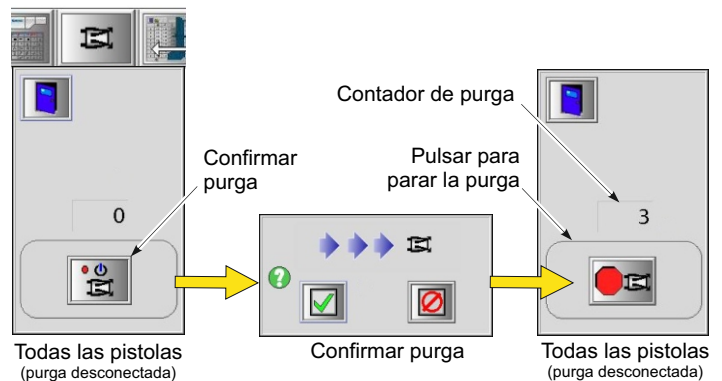 Contador de purga
Confirmar
purga
Pulsar para
parar la purga
0
3
Todas las pistolas
(purga desconectada)
Confirmar purga
Todas las pistolas
(purga desconectada)